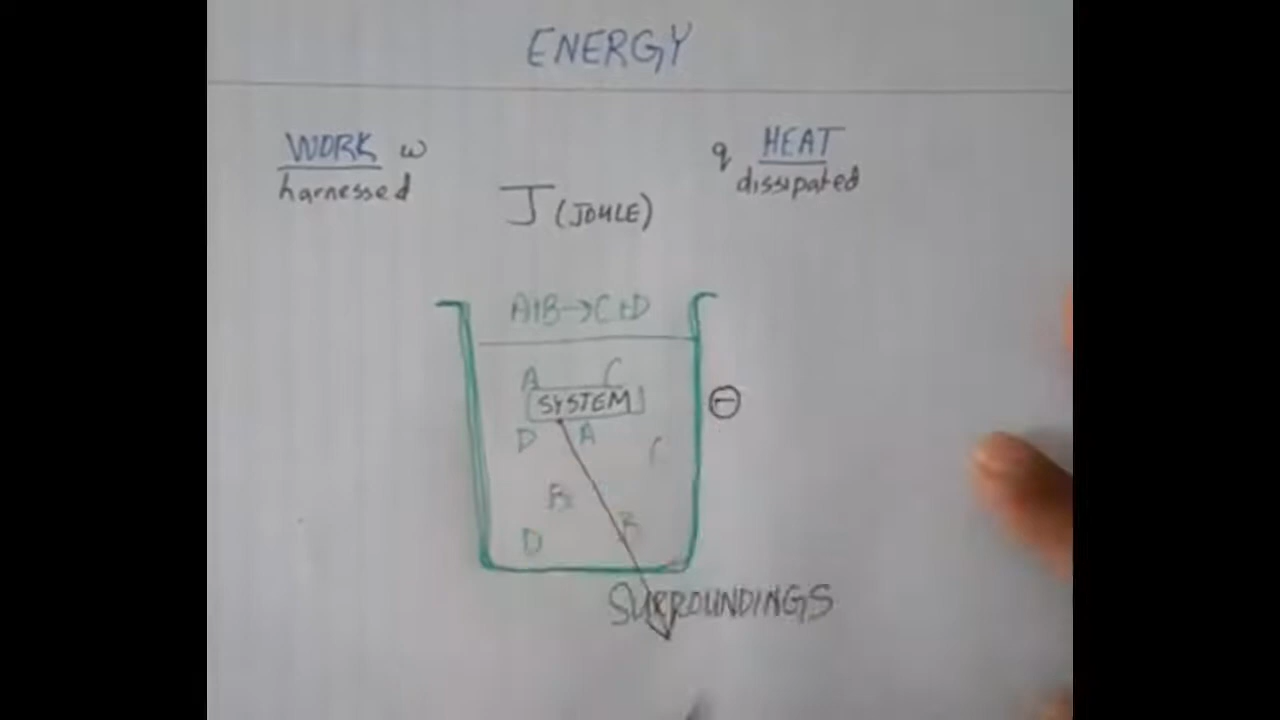 ENERGY
WORK w
harnessed
q HEAT
dissipated
J (JOULE)
A+B→C+D
A C
SYSTEM
D A
C
B
B
D
⊖
SURROUNDINGS